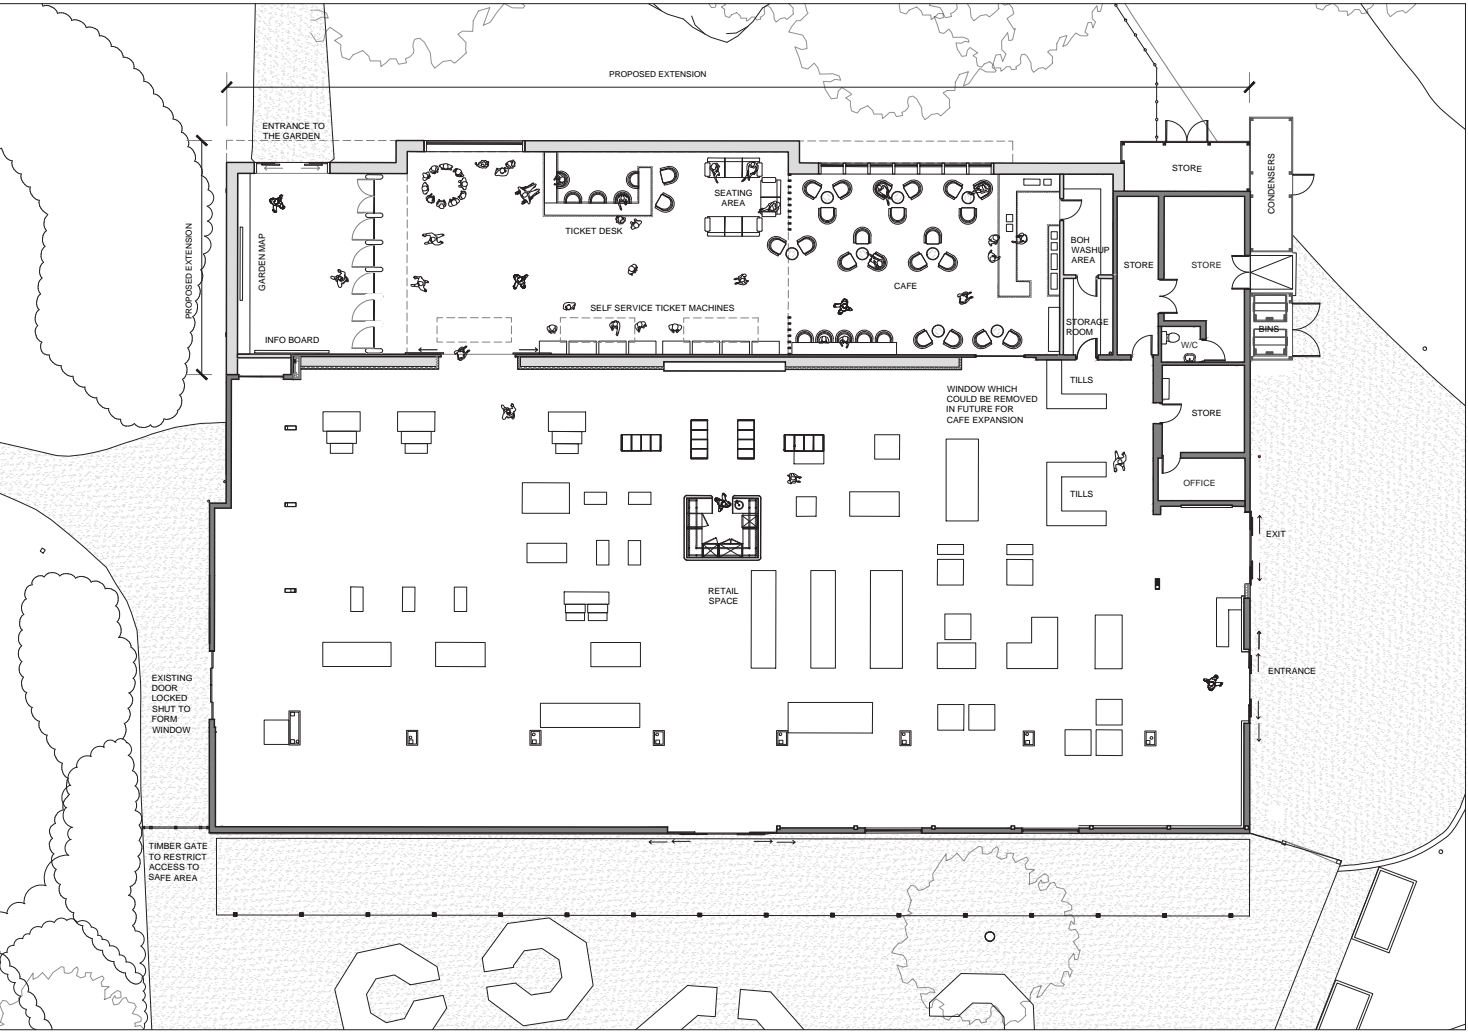 PROPOSED EXTENSION
ENTRANCE TO
THE GARDEN
PROPOSED EXTENSION
GARDEN MAP
INFO BOARD
TICKET DESK
SEATING
AREA
SELF SERVICE TICKET MACHINES
CAFE
BOH
WASHUP
AREA
STORAGE
ROOM
STORE
STORE
STORE
CONDENSERS
BINS
W/C
TILLS
STORE
WINDOW WHICH
COULD BE REMOVED
IN FUTURE FOR
CAFE EXPANSION
TILLS
OFFICE
EXIT
RETAIL
SPACE
ENTRANCE
EXISTING
DOOR
LOCKED
SHUT TO
FORM
WINDOW
TIMBER GATE
TO RESTRICT
ACCESS TO
SAFE AREA